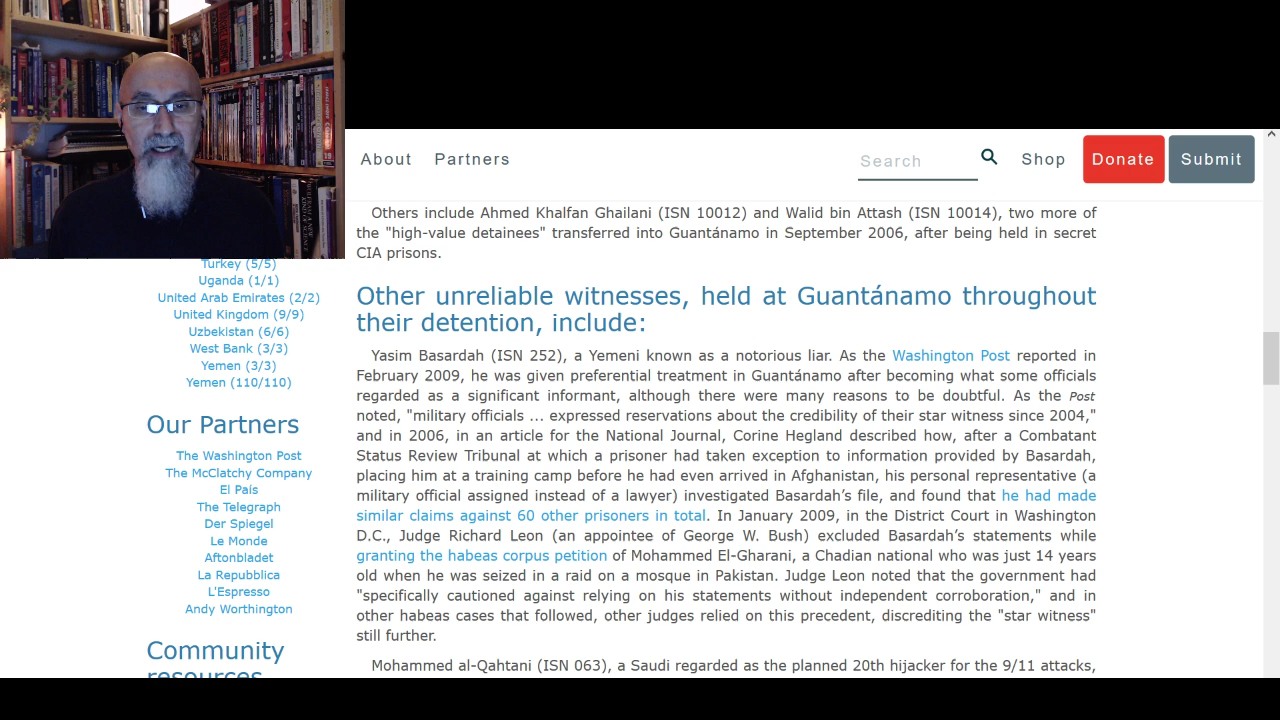 About Partners Search Shop Donate Submit
Others include Ahmed Khalfan Ghailani (ISN 10012) and Walid bin Attash (ISN 10014), two more of
the "high-value detainees" transferred into Guantánamo in September 2006, after being held in secret
CIA prisons.
Other unreliable witnesses, held at Guantánamo throughout
their detention, include:
Yasim Basardah (ISN 252), a Yemeni known as a notorious liar. As the Washington Post reported in
February 2009, he was given preferential treatment in Guantánamo after becoming what some officials
regarded as a significant informant, although there were many reasons to be doubtful. As the Post
noted, "military officials ... expressed reservations about the credibility of their star witness since 2004,"
and in 2006, in an article for the National Journal, Corine Hegland described how, after a Combatant
Status Review Tribunal at which a prisoner had taken exception to information provided by Basardah,
placing him at a training camp before he had even arrived in Afghanistan, his personal representative (a
military official assigned instead of a lawyer) investigated Basardah’s file, and found that he had made
similar claims against 60 other prisoners in total. In January 2009, in the District Court in Washington
D.C., Judge Richard Leon (an appointee of George W. Bush) excluded Basardah’s statements while
granting the habeas corpus petition of Mohammed El-Gharani, a Chadian national who was just 14 years
old when he was seized in a raid on a mosque in Pakistan. Judge Leon noted that the government had
"specifically cautioned against relying on his statements without independent corroboration," and in
other habeas cases that followed, other judges relied on this precedent, discrediting the "star witness"
still further.
Mohammed al-Qahtani (ISN 063), a Saudi regarded as the planned 20th hijacker for the 9/11 attacks,
Turkey (5/5)
Uganda (1/1)
United Arab Emirates (2/2)
United Kingdom (9/9)
Uzbekistan (6/6)
West Bank (3/3)
Yemen (3/3)
Yemen (110/110)
Our Partners
The Washington Post
The McClatchy Company
El Pais
The Telegraph
Der Spiegel
Le Monde
Aftonbladet
La Repubblica
L'Espresso
Andy Worthington
Community
resources